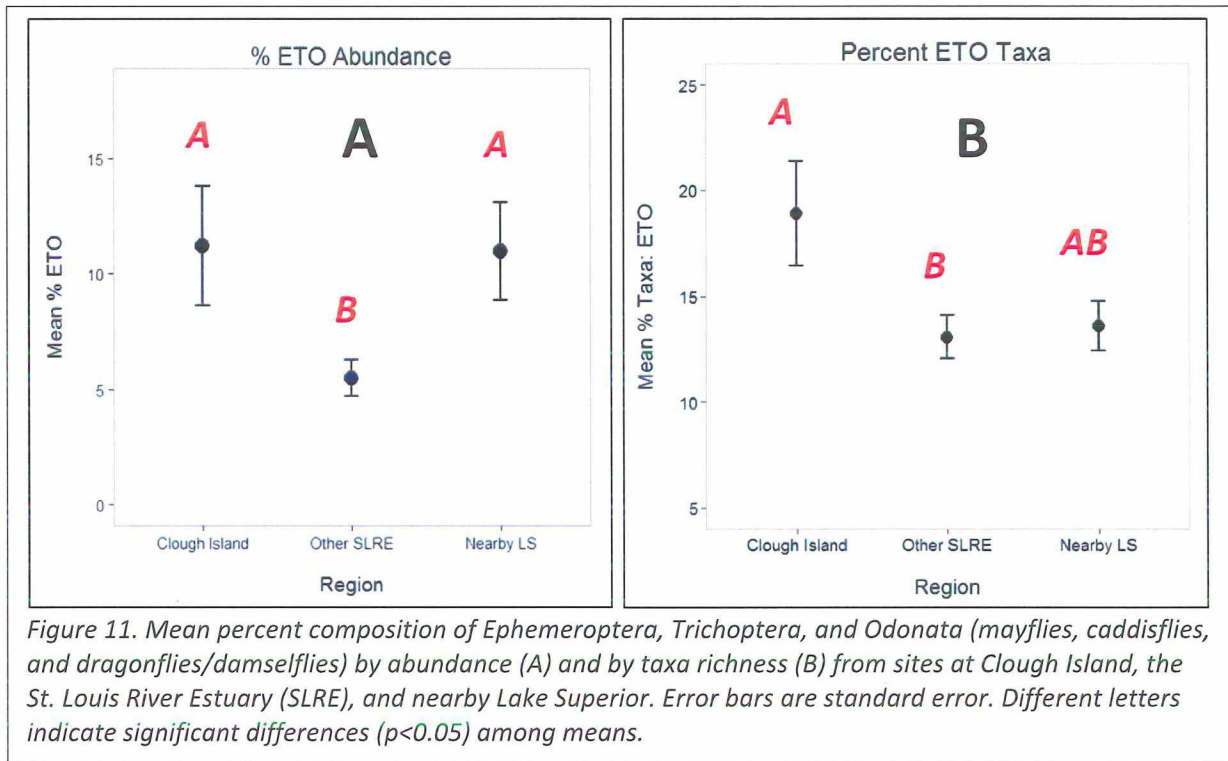 % ETO Abundance
A
A
A
B
15
10
5
0
Mean % ETO
Clough Island
Other SLRE
Nearby LS
Region
Percent ETO Taxa
A
B
B
AB
25
20
15
10
5
Mean % Taxa: ETO
Clough Island
Other SLRE
Nearby LS
Region
Figure 11. Mean percent composition of Ephemeroptera, Trichoptera, and Odonata (mayflies, caddisflies,
and dragonflies/damselflies) by abundance (A) and by taxa richness (B) from sites at Clough Island, the
St. Louis River Estuary (SLRE), and nearby Lake Superior. Error bars are standard error. Different letters
indicate significant differences (p<0.05) among means.